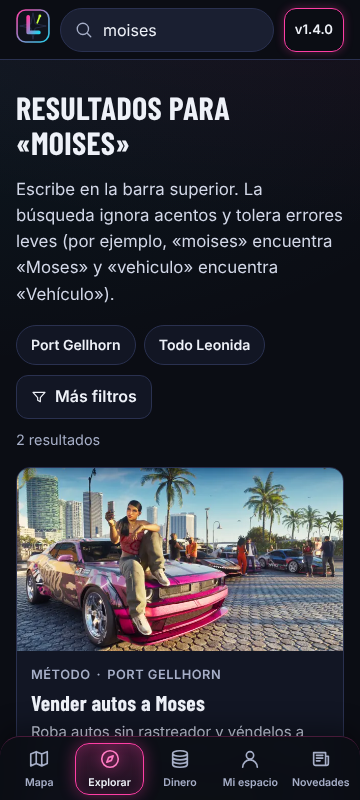 moises
v1.4.0
RESULTADOS PARA
«MOISES»
Escribe en la barra superior. La
búsqueda ignora acentos y tolera errores
leves (por ejemplo, «moises» encuentra
«Moses» y «vehiculo» encuentra
«Vehículo»).
Port Gellhorn
Todo Leonida
Más filtros
2 resultados
MÉTODO · PORT GELLHORN
Vender autos a Moses
Roba autos sin rastreador y véndelos a
Mapa
Explorar
Dinero
Mi espacio
Novedades